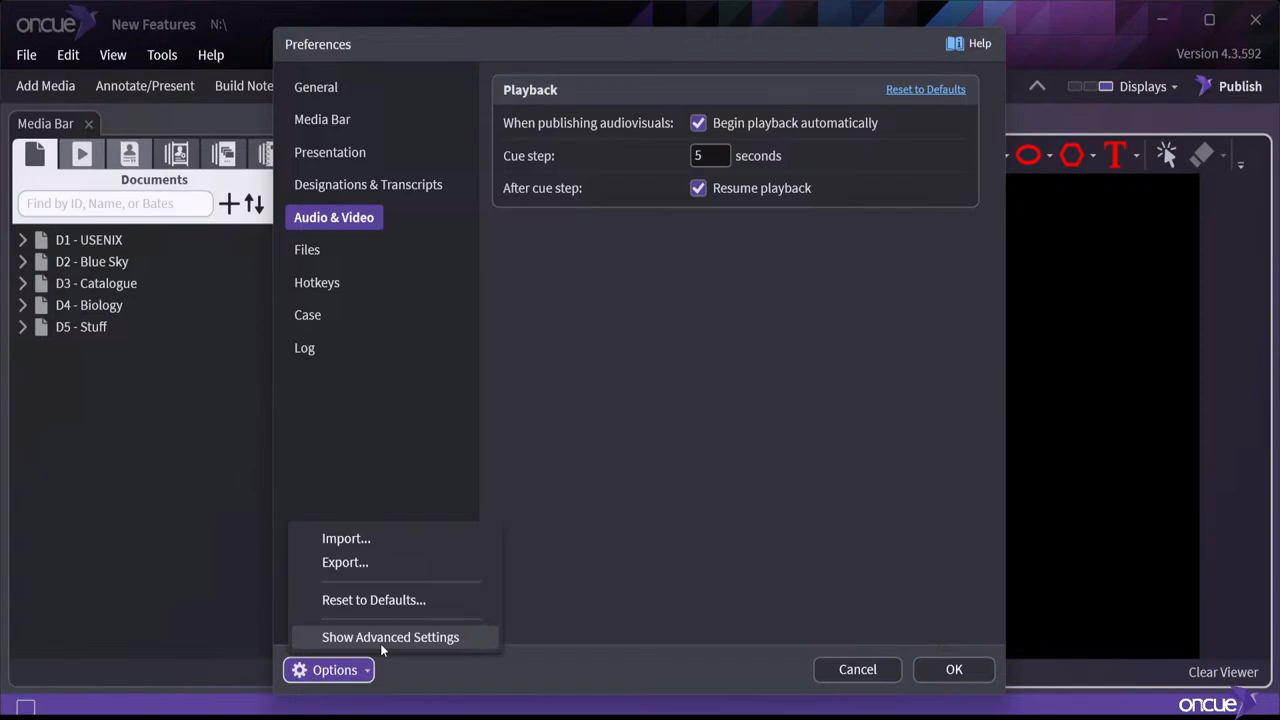 oncue New Features N:\
File Edit View Tools Help
Version 4.3.592
Add Media Annotate/Present Build Note
Displays Publish
Media Bar
Documents
Find by ID, Name, or Bates
D1 - USENIX
D2 - Blue Sky
D3 - Catalogue
D4 - Biology
D5 - Stuff
Preferences
Help
General
Media Bar
Presentation
Designations & Transcripts
Audio & Video
Files
Hotkeys
Case
Log
Playback Reset to Defaults
When publishing audiovisuals: Begin playback automatically
Cue step: 5 seconds
After cue step: Resume playback
Import...
Export...
Reset to Defaults...
Show Advanced Settings
Options
Cancel OK
T
Clear Viewer
oncue